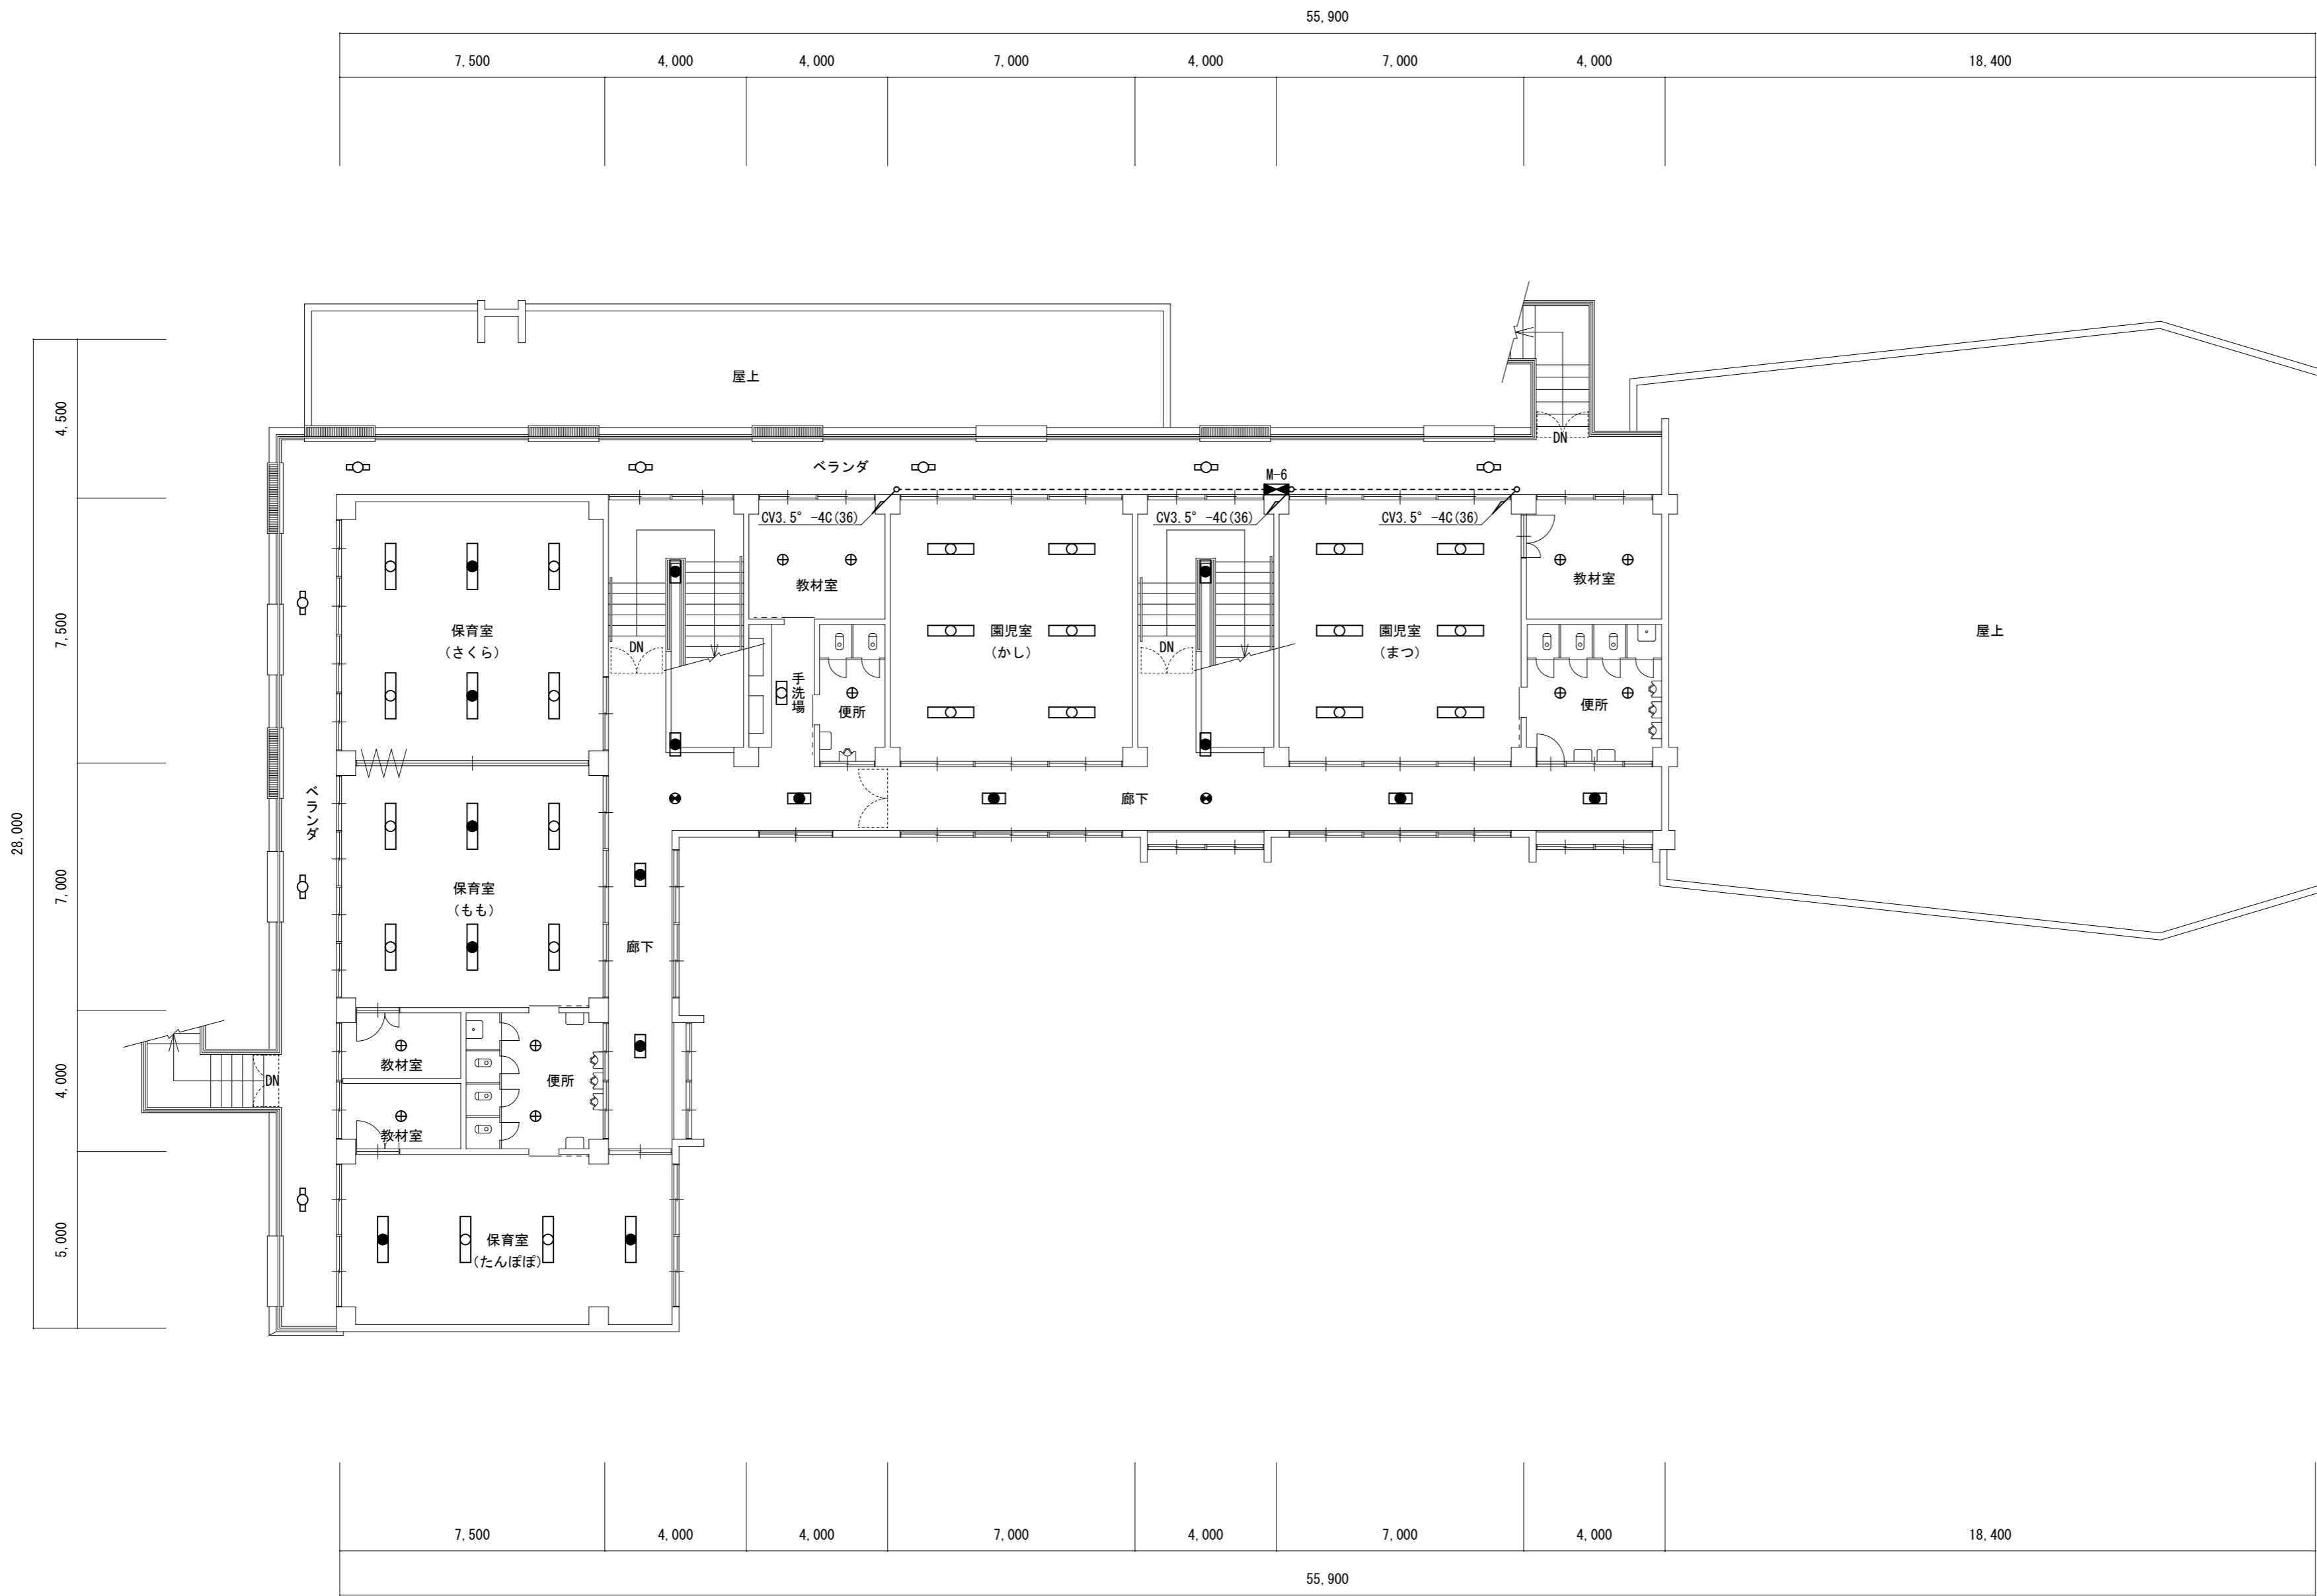 55,900
7,500
4,000
4,000
7,000
4,000
7,000
4,000
18,400
28,000
4,500
7,500
7,000
4,000
5,000
屋上
DN
ベランダ
M-6
CV3.5°-4C(36)
CV3.5°-4C(36)
CV3.5°-4C(36)
教材室
教材室
保育室
(さくら)
DN
園児室
(かし)
DN
園児室
(まつ)
屋上
手洗場
便所
便所
ベランダ
廊下
保育室
(もも)
廊下
教材室
便所
DN
教材室
保育室
(たんぽぽ)
7,500
4,000
4,000
7,000
4,000
7,000
4,000
18,400
55,900